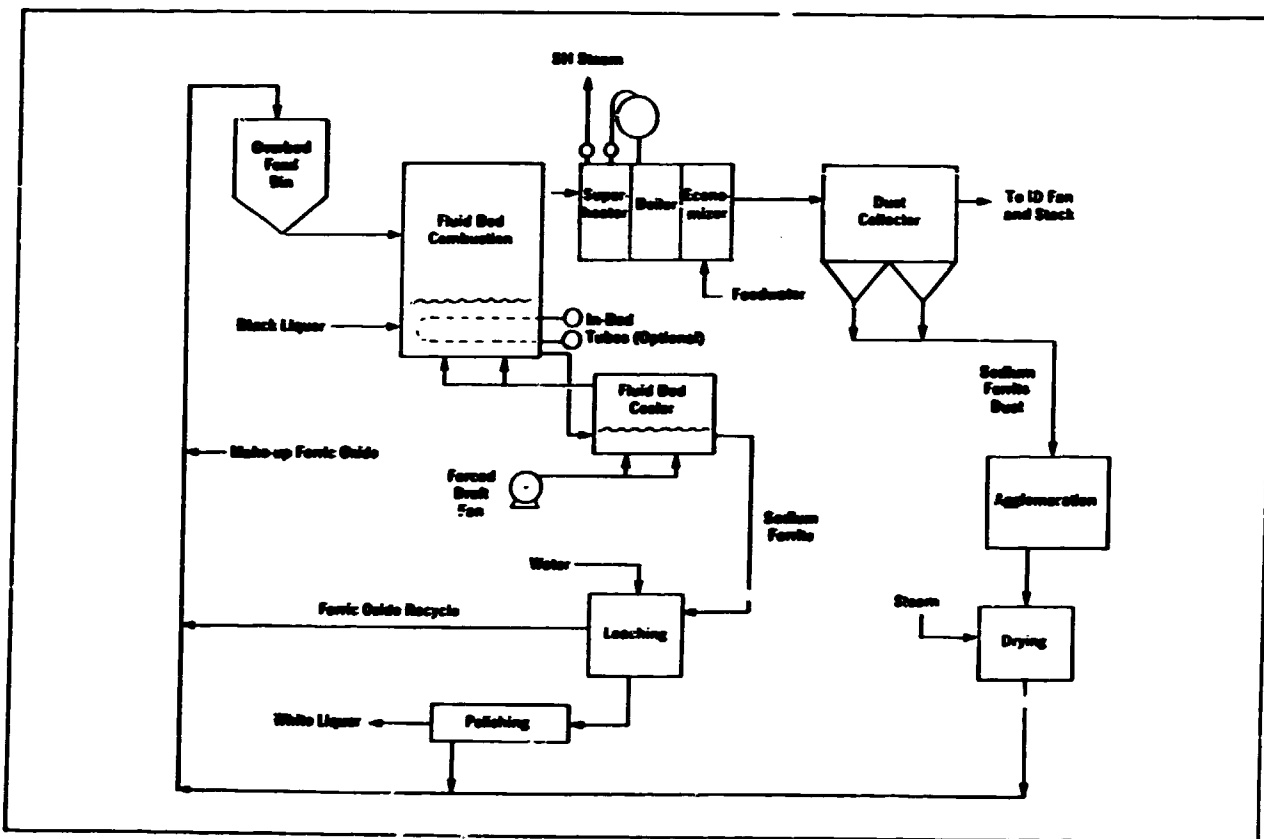 SH Steam
Overbed
Feed
Bin
Super
heater
Boiler
Econo-
mizer
Dust
Collector
To ID Fan
and Stack
Fluid Bed
Combustion
Feedwater
Black Liquor
In-Bed
Tubes (Optional)
Fluid Bed
Cooler
Sodium
Ferrite
Dust
Make-up Ferric Oxide
Forced
Draft
Fan
Agglomeration
Sodium
Ferrite
Water
Ferric Oxide Recycle
Leaching
Steam
Drying
White Liquor
Polishing